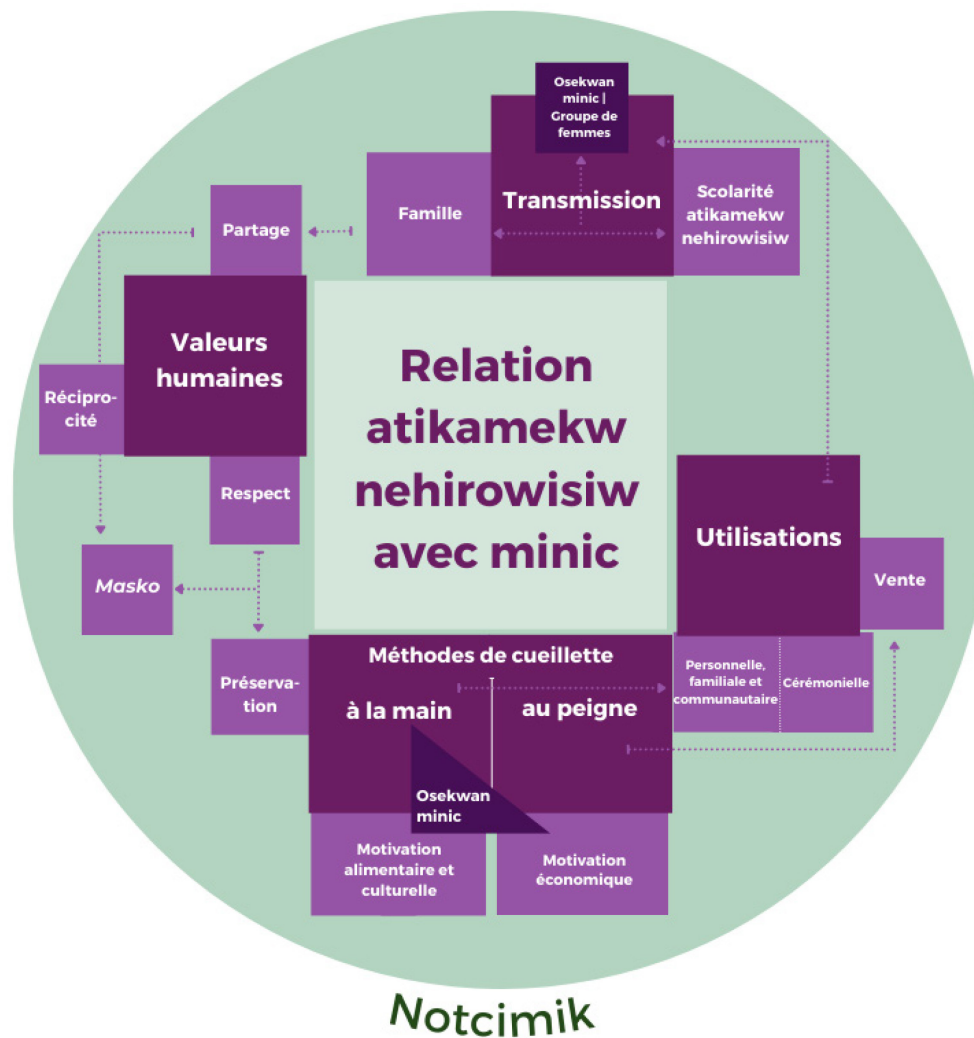 Osekwan
minic |
Groupe de
femmes
Transmission
Famille
Scolarité
atikamekw
nehirowisiw
Partage
Valeurs
humaines
Récipro-
cité
Respect
Masko
Préserva-
tion
Relation
atikamekw
nehirowisiw
avec minic
Utilisations
Vente
Personnelle,
familiale et
communautaire
Cérémonielle
Méthodes de cueillette
à la main
au peigne
Osekwan
minic
Motivation
alimentaire et
culturelle
Motivation
économique
Notcimik